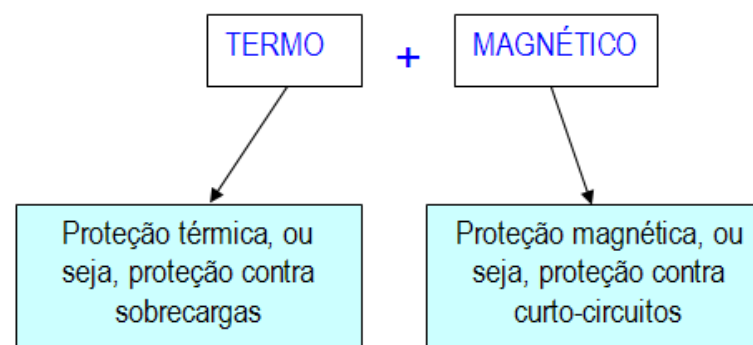 TERMO + MAGNÉTICO
Proteção térmica, ou
seja, proteção contra
sobrecargas
Proteção magnética, ou
seja, proteção contra
curto-circuitos